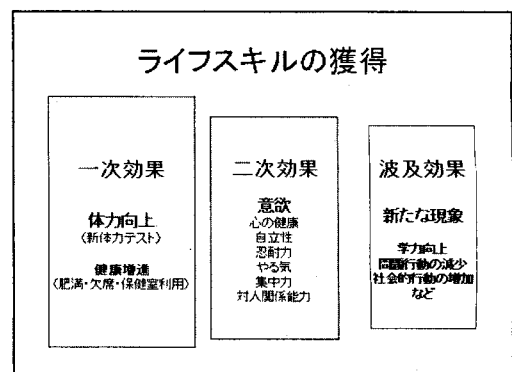 ライフスキルの獲得
一次効果
体力向上
(新体力テスト)
健康増進
(肥満・欠席・保健室利用)
二次効果
意欲
心の健康
自立性
忍耐力
やる気
集中力
対人関係能力
波及効果
新たな現象
学力向上
問題行動の減少
社会的行動の増加
など